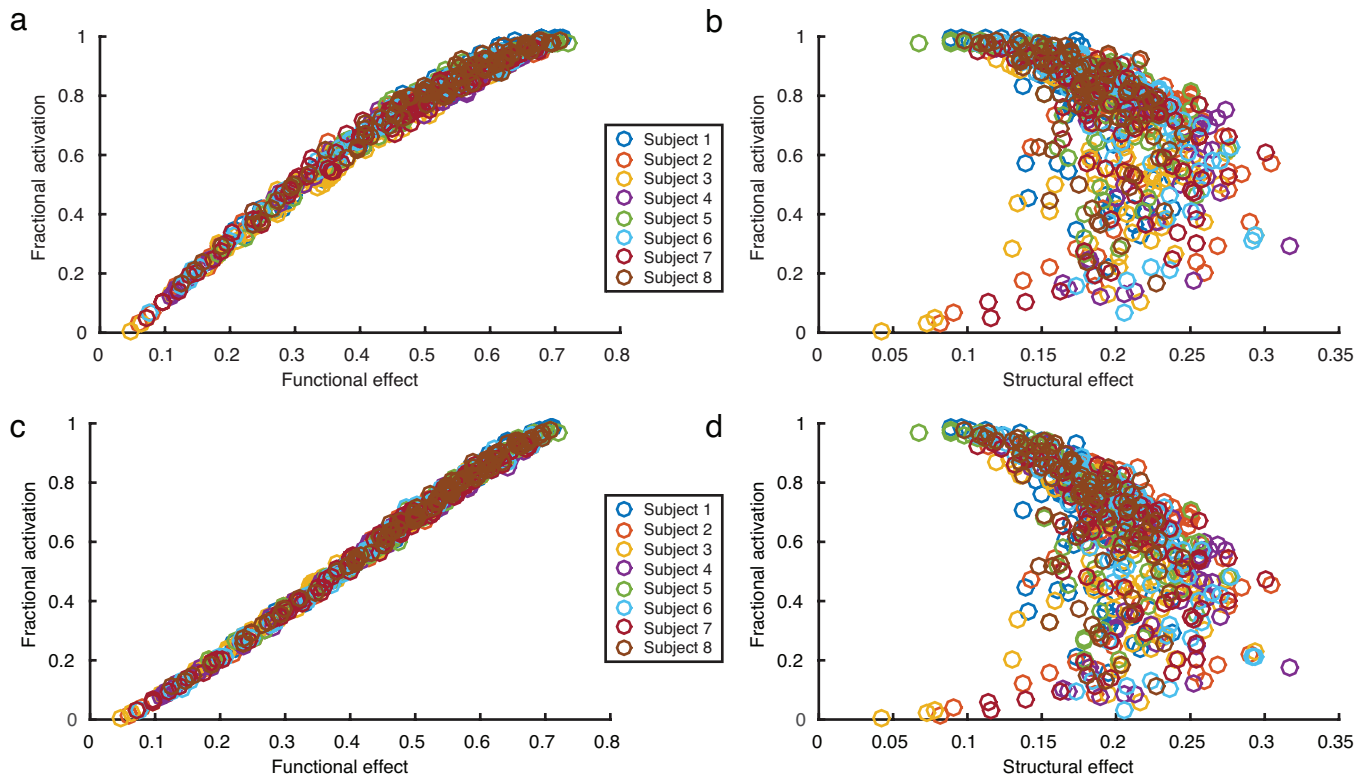 a
b
1
0.8
0.6
0.4
0.2
0
Fractional activation
0
0.1
0.2
0.3
0.4
0.5
0.6
0.7
0.8
Functional effect
Subject 1
Subject 2
Subject 3
Subject 4
Subject 5
Subject 6
Subject 7
Subject 8
1
0.8
0.6
0.4
0.2
0
Fractional activation
0
0.05
0.1
0.15
0.2
0.25
0.3
0.35
Structural effect
c
d
1
0.8
0.6
0.4
0.2
0
Fractional activation
0
0.1
0.2
0.3
0.4
0.5
0.6
0.7
0.8
Functional effect
Subject 1
Subject 2
Subject 3
Subject 4
Subject 5
Subject 6
Subject 7
Subject 8
1
0.8
0.6
0.4
0.2
0
Fractional activation
0
0.05
0.1
0.15
0.2
0.25
0.3
0.35
Structural effect